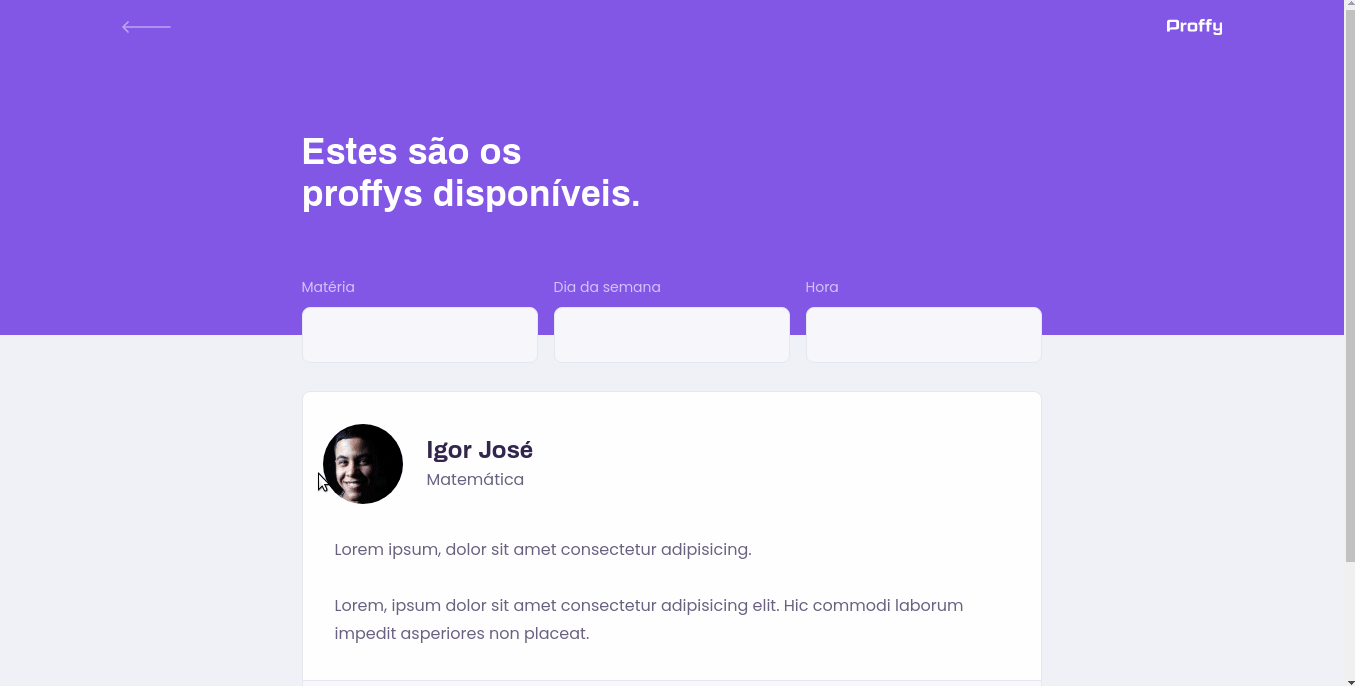 Proffy
Estes são os
proffys disponíveis.
Matéria
Dia da semana
Hora
Igor José
Matemática
Lorem ipsum, dolor sit amet consectetur adipisicing.
Lorem, ipsum dolor sit amet consectetur adipisicing elit. Hic commodi laborum
impedit asperiores non placeat.